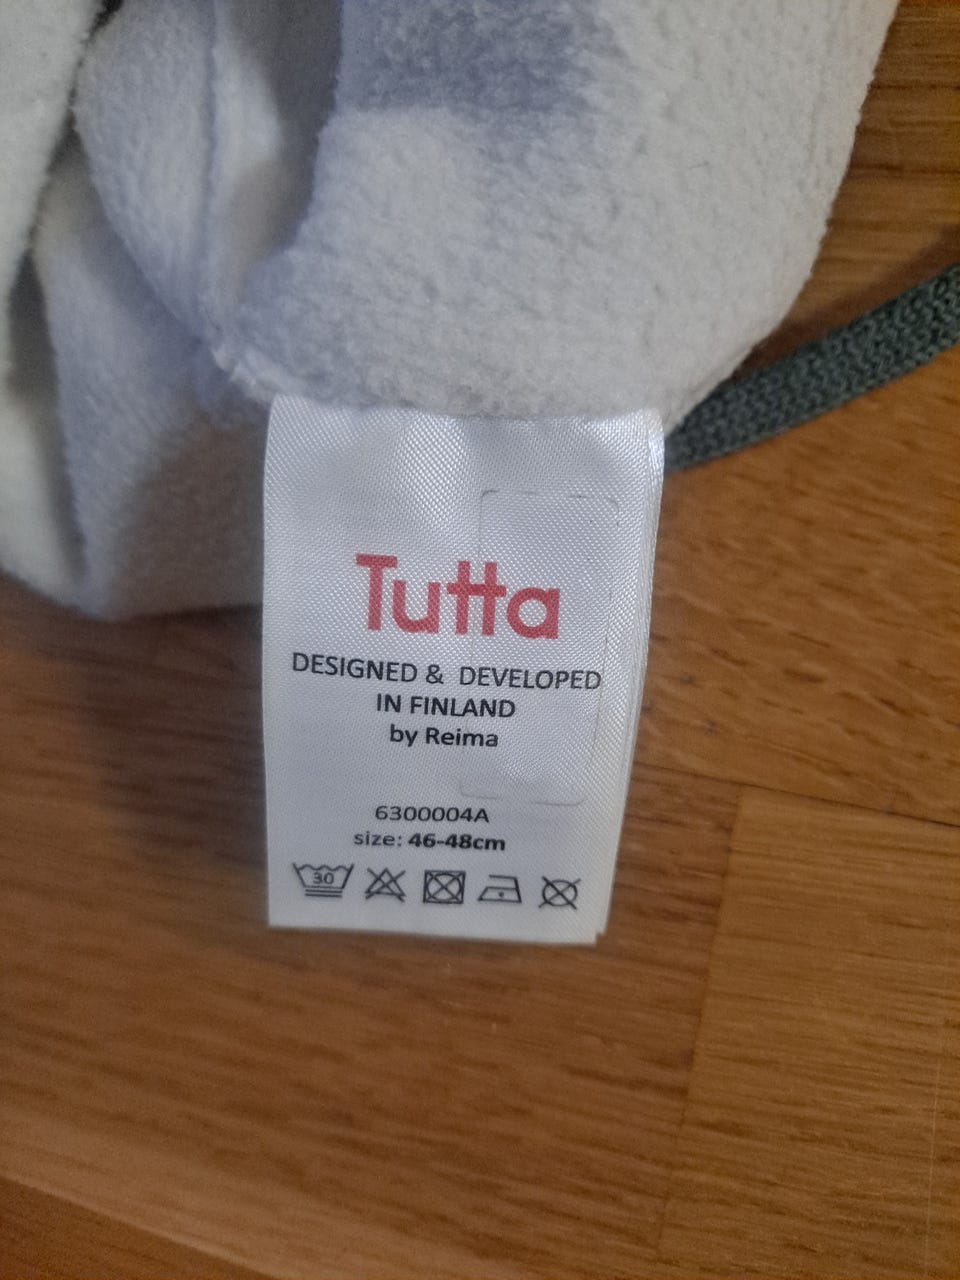 Tutta
DESIGNED & DEVELOPED
IN FINLAND
by Reima
6300004A
size: 46-48cm
30